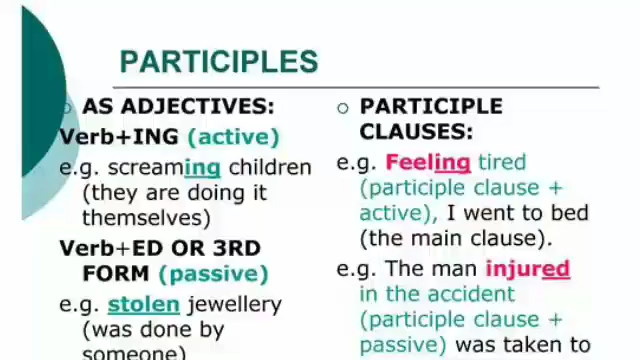 PARTICIPLES
AS ADJECTIVES:
Verb+ING (active)
e.g. screaming children
(they are doing it
themselves)
Verb+ED OR 3RD
FORM (passive)
e.g. stolen jewellery
(was done by
someone)
PARTICIPLE
CLAUSES:
e.g. Feeling tired
(participle clause +
active), I went to bed
(the main clause).
e.g. The man injured
in the accident
(participle clause +
passive) was taken to